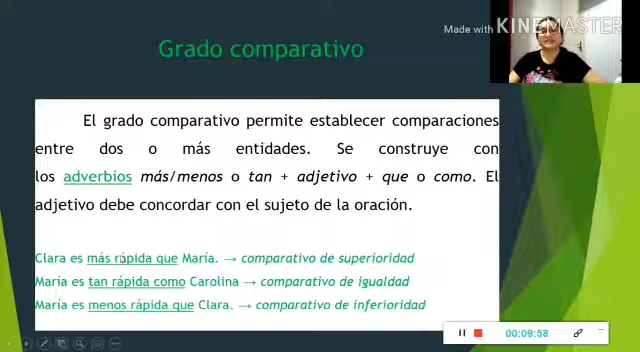 Made with KINEMASTER
Grado comparativo
El grado comparativo permite establecer comparaciones
entre dos o más entidades. Se construye con
los adverbios más/menos o tan + adjetivo + que o como. El
adjetivo debe concordar con el sujeto de la oración.
Clara es más rápida que María. → comparativo de superioridad
María es tan rápida como Carolina → comparativo de igualdad
María es menos rápida que Clara. → comparativo de inferioridad
00:09:58